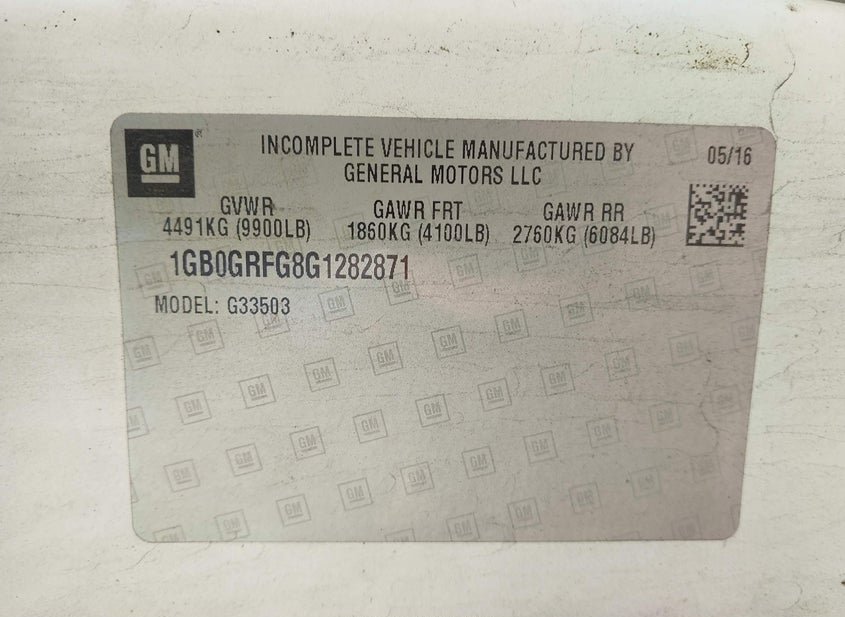 GM
INCOMPLETE VEHICLE MANUFACTURED BY
GENERAL MOTORS LLC
05/16
GVWR GAWR FRT GAWR RR
4491KG (9900LB) 1860KG (4100LB) 2760KG (6084LB)
1GB0GRFG8G1282871
MODEL: G33503